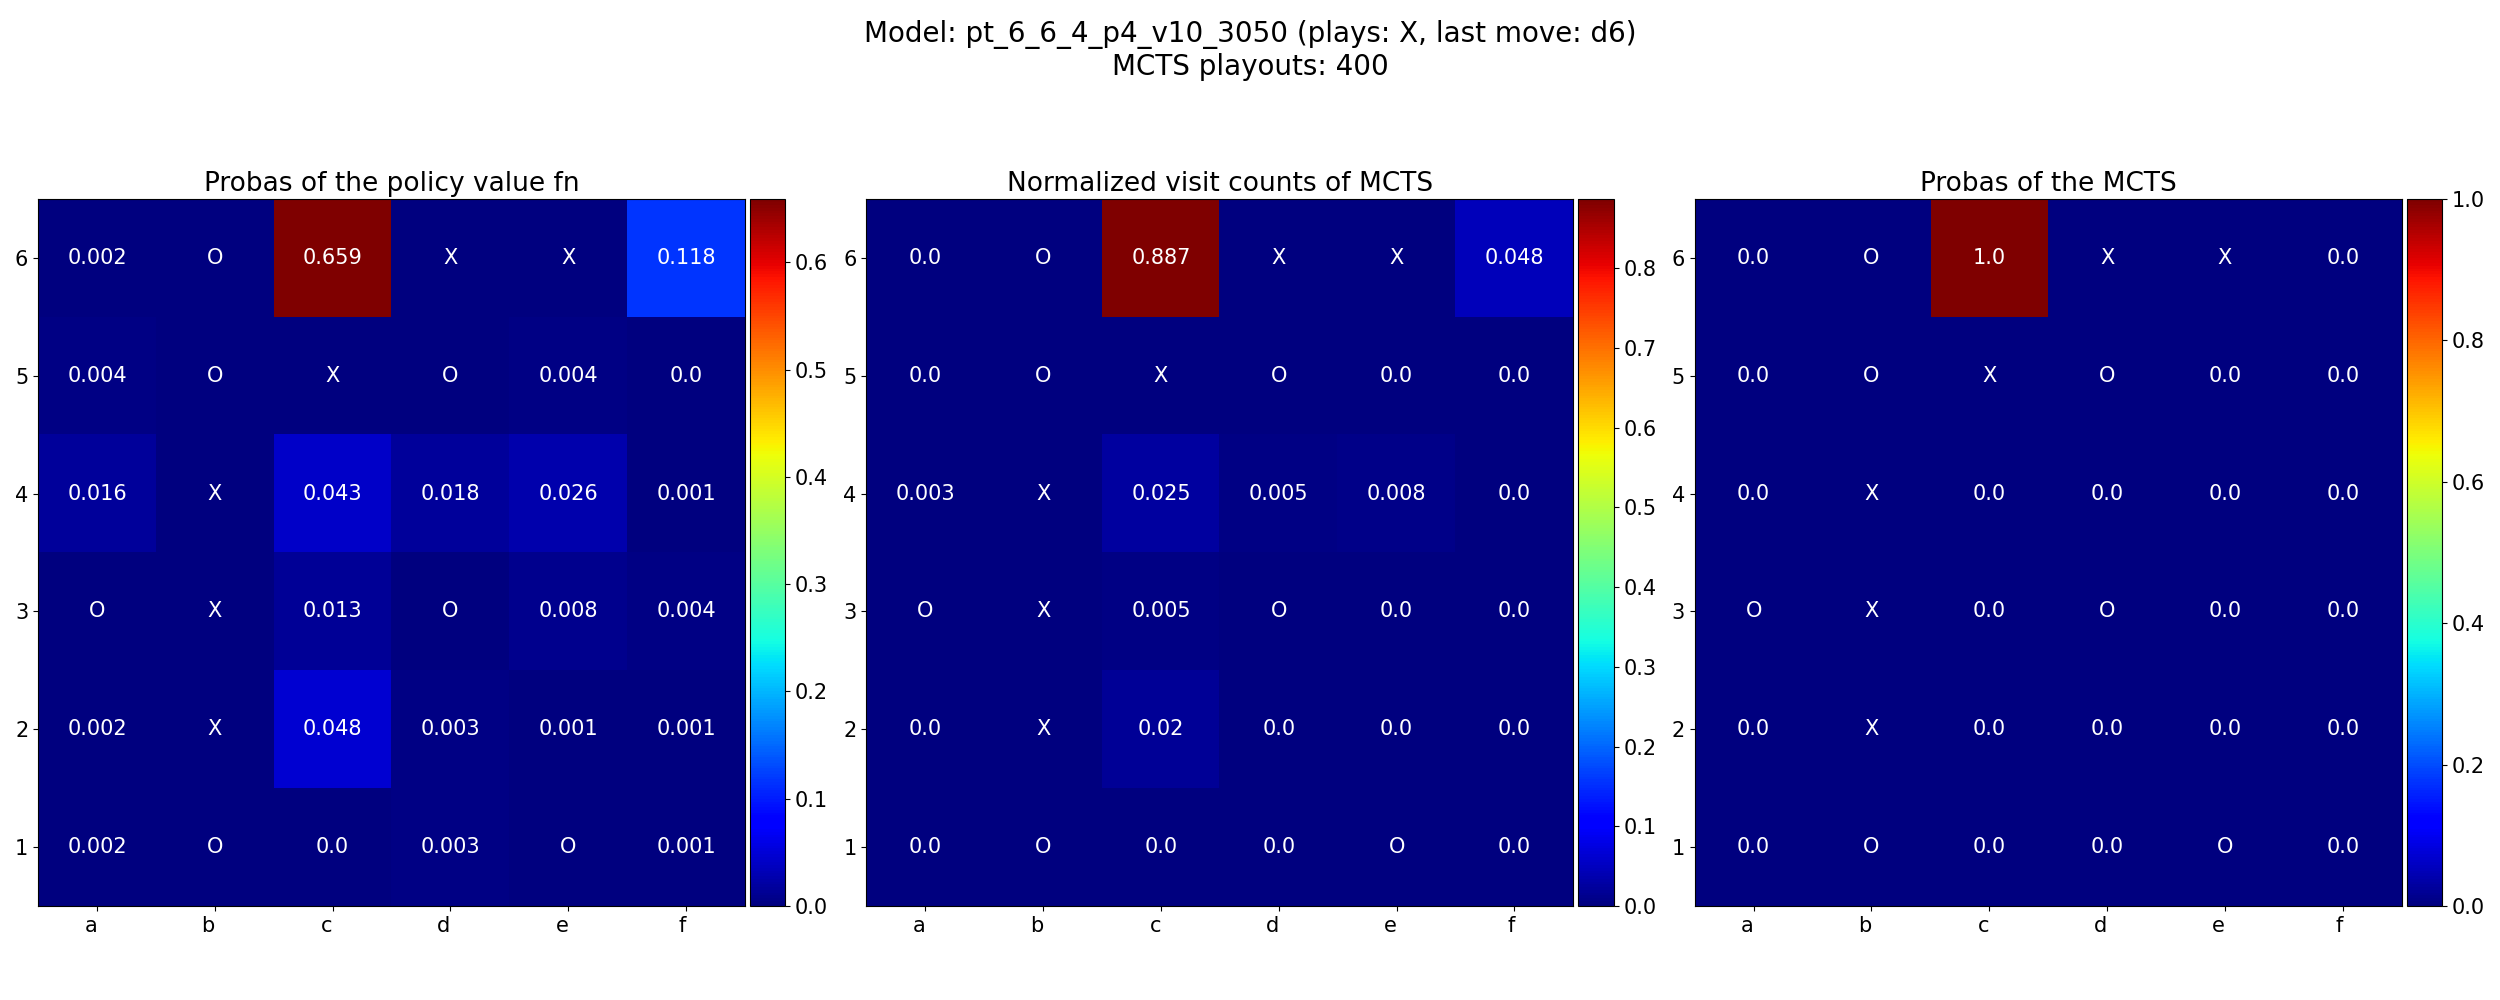 Model: pt_6_6_4_p4_v10_3050 (plays: X, last move: d6)
MCTS playouts: 400
Probas of the policy value fn
6 0.002 O 0.659 X X 0.118
5 0.004 O X O 0.004 0.0
4 0.016 X 0.043 0.018 0.026 0.001
3 O X 0.013 O 0.008 0.004
2 0.002 X 0.048 0.003 0.001 0.001
1 0.002 O 0.0 0.003 O 0.001
a b c d e f
0.6
0.5
0.4
0.3
0.2
0.1
0.0
Normalized visit counts of MCTS
6 0.0 O 0.887 X X 0.048
5 0.0 O X O 0.0 0.0
4 0.003 X 0.025 0.005 0.008 0.0
3 O X 0.005 O 0.0 0.0
2 0.0 X 0.02 0.0 0.0 0.0
1 0.0 O 0.0 0.0 O 0.0
a b c d e f
0.8
0.7
0.6
0.5
0.4
0.3
0.2
0.1
0.0
Probas of the MCTS
6 0.0 O 1.0 X X 0.0
5 0.0 O X O 0.0 0.0
4 0.0 X 0.0 0.0 0.0 0.0
3 O X 0.0 O 0.0 0.0
2 0.0 X 0.0 0.0 0.0 0.0
1 0.0 O 0.0 0.0 O 0.0
a b c d e f
1.0
0.8
0.6
0.4
0.2
0.0